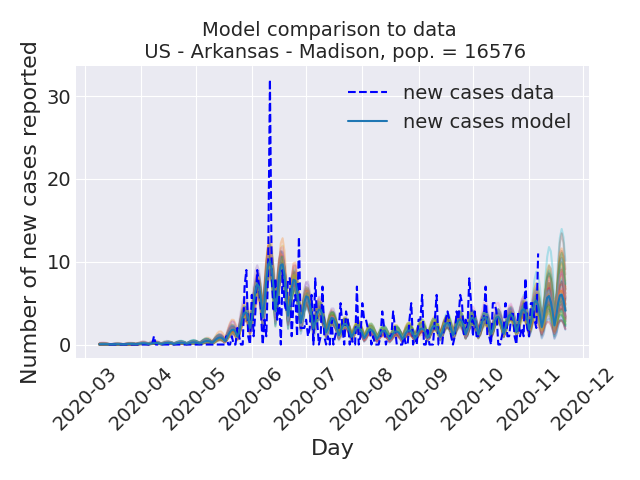 Model comparison to data
US - Arkansas - Madison, pop. = 16576
Number of new cases reported
30
20
10
0
new cases data
new cases model
2020-03
2020-04
2020-05
2020-06
2020-07
2020-08
2020-09
2020-10
2020-11
2020-12
Day